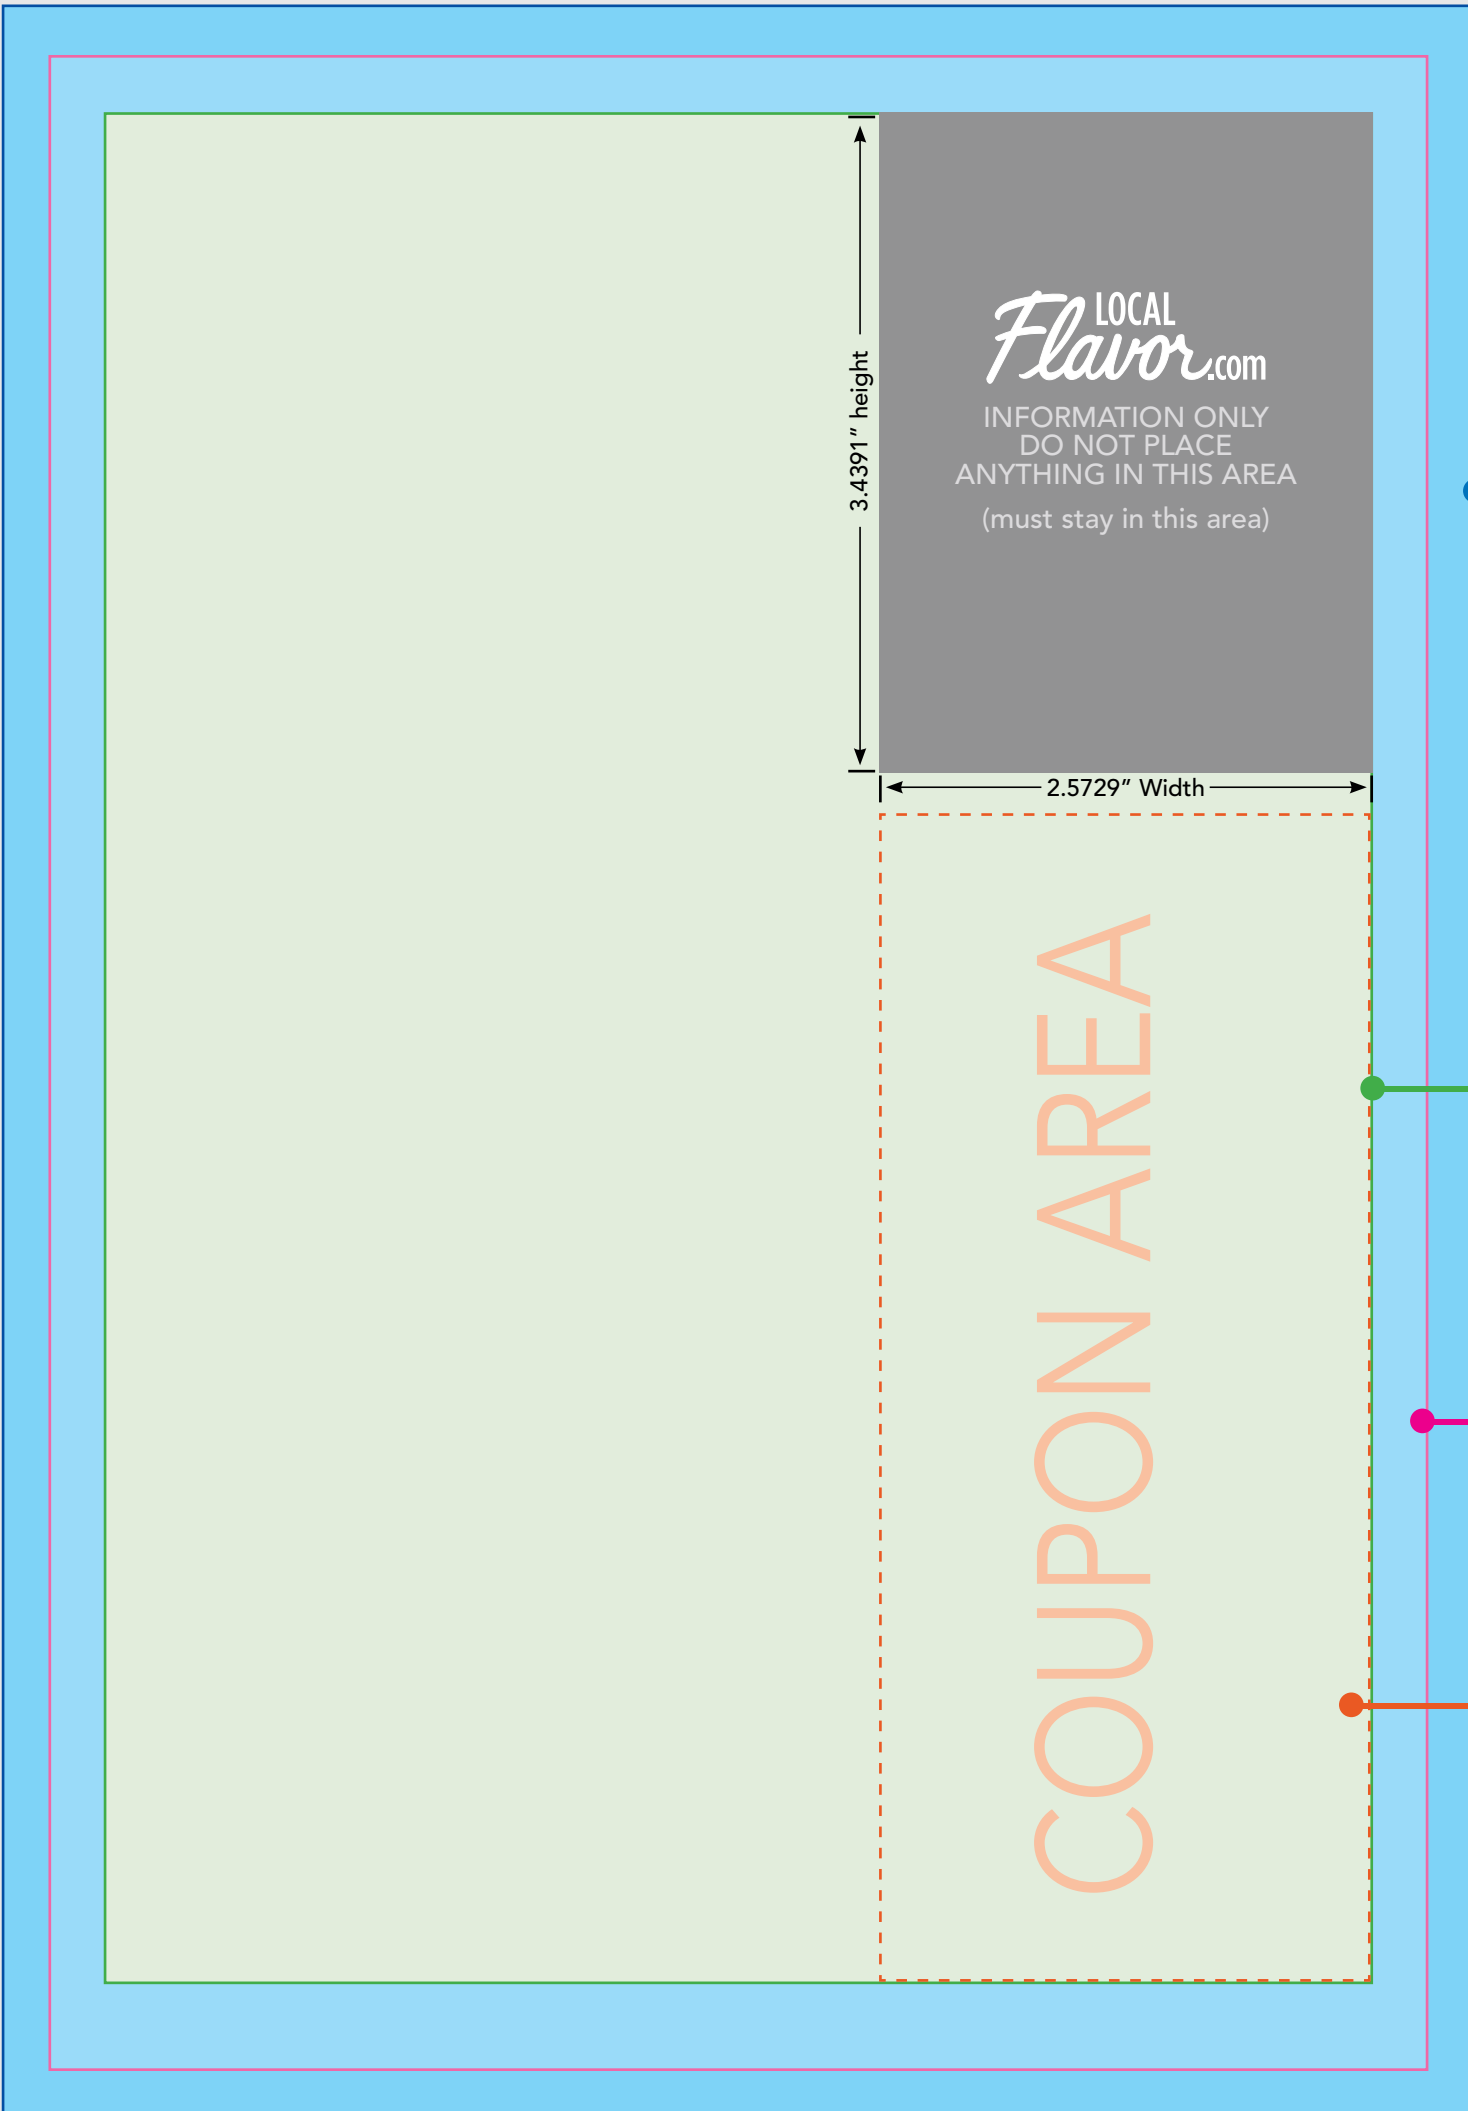 LOCAL
Flavor.com
INFORMATION ONLY
DO NOT PLACE
ANYTHING IN THIS AREA
(must stay in this area)
3.4391" height
2.5729" Width
COUPON AREA